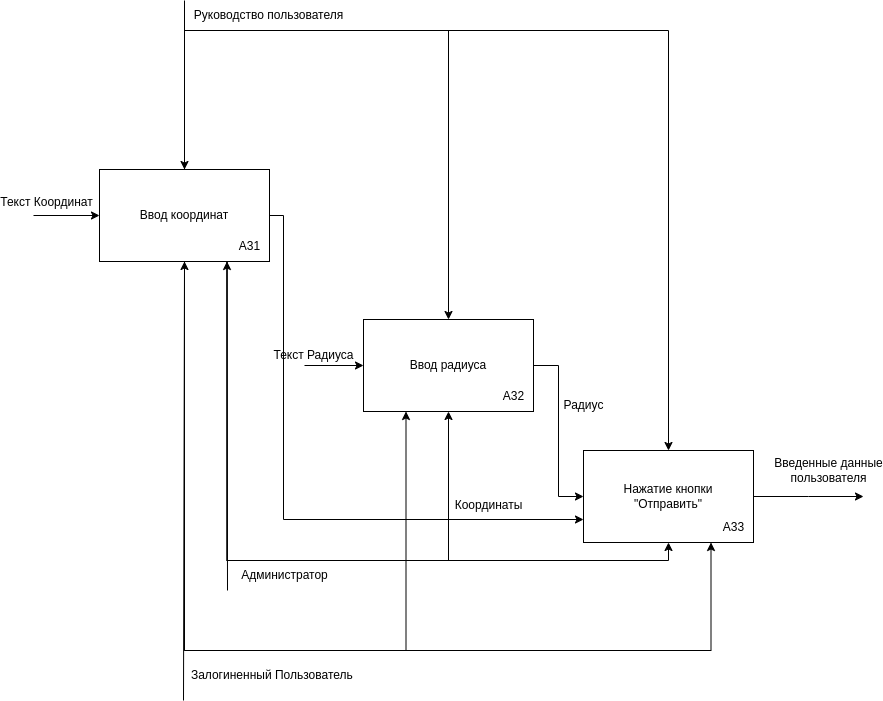 Руководство пользователя
Текст Координат
Ввод координат
А31
Текст Радиуса
Ввод радиуса
А32
Радиус
Введенные данные
пользователя
Нажатие кнопки
"Отправить"
А33
Координаты
Администратор
Залогиненный Пользователь